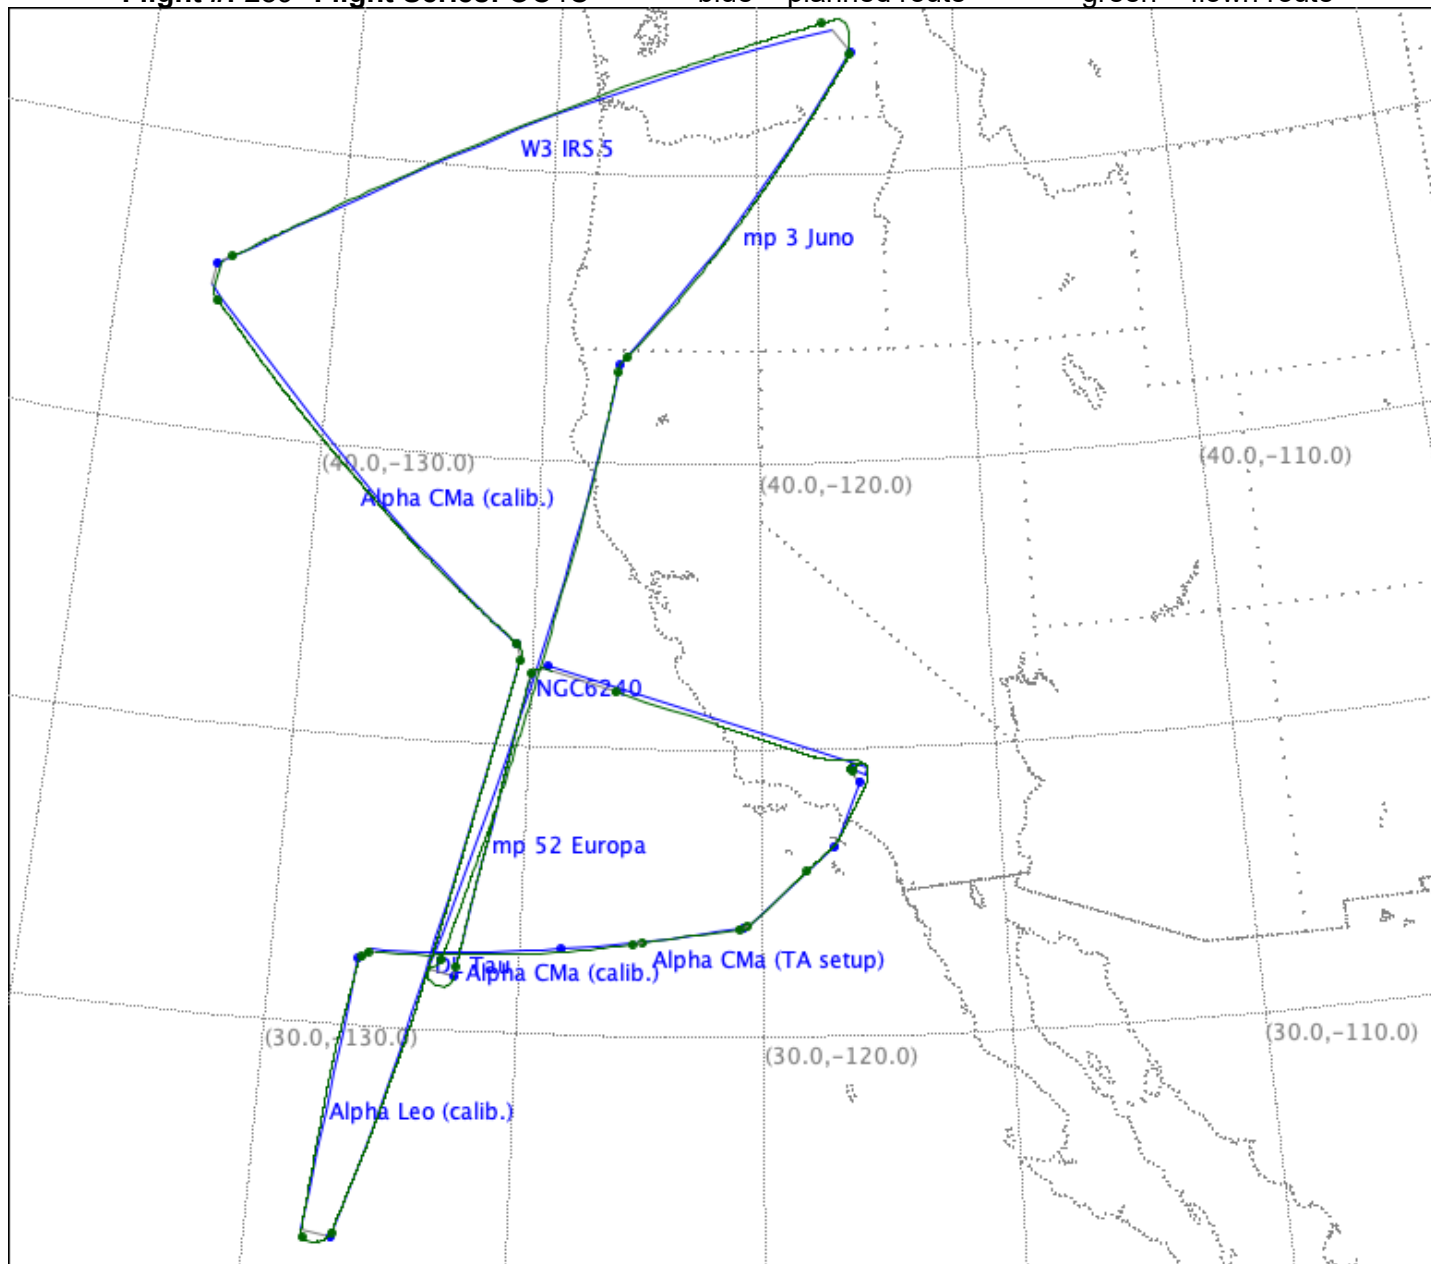 W3 IRS 5
mp 3 Juno
(40.0,-130.0)
(40.0,-110.0)
(40.0,-120.0)
Alpha CMa (calib.)
NGC6240
mp 52 Europa
Alpha CMa (TA setup)
Tau
Alpha CMa (calib.)
(30.0,-130.0)
(30.0,-110.0)
(30.0,-120.0)
Alpha Leo (calib.)